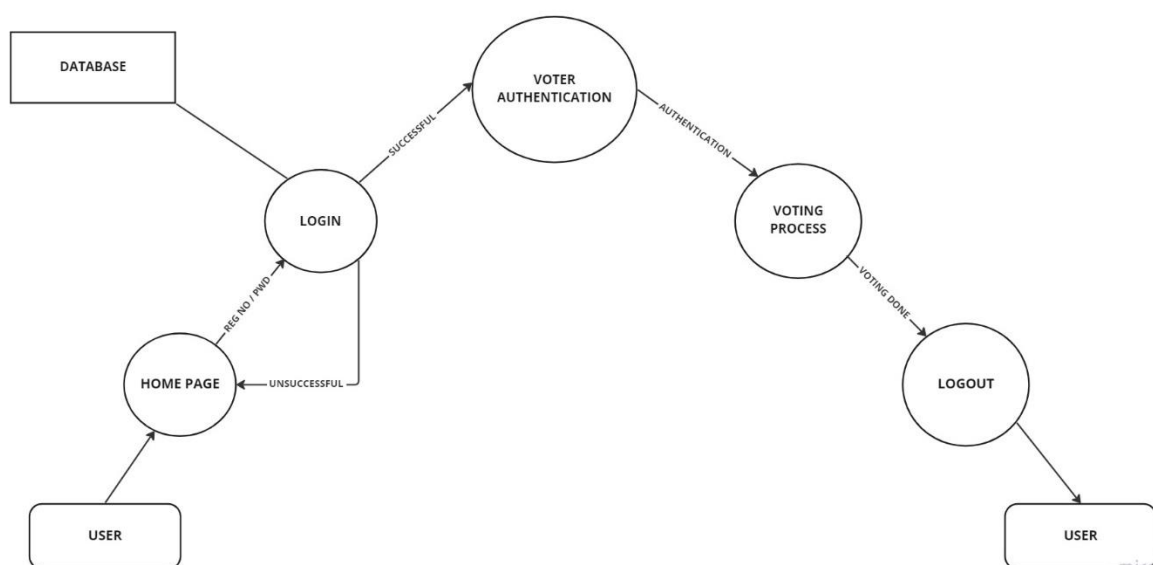 DATABASE
VOTER
AUTHENTICATION
SUCCESSFUL
AUTHENTICATION
LOGIN
VOTING
PROCESS
REG NO / PWD
VOTING DONE
HOME PAGE
UNSUCCESSFUL
LOGOUT
USER
USER